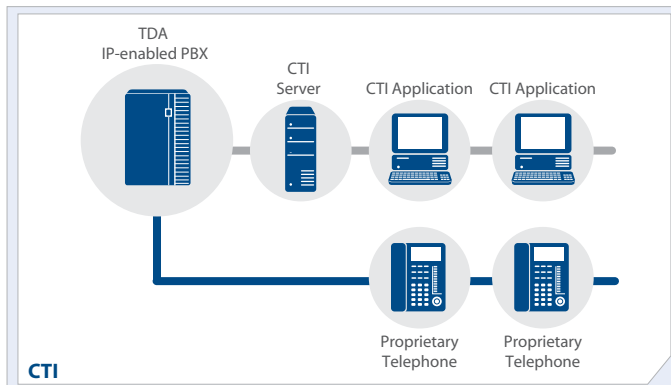 TDA
IP-enabled PBX
CTI
Server
CTI Application
CTI Application
Proprietary
Telephone
Proprietary
Telephone
CTI